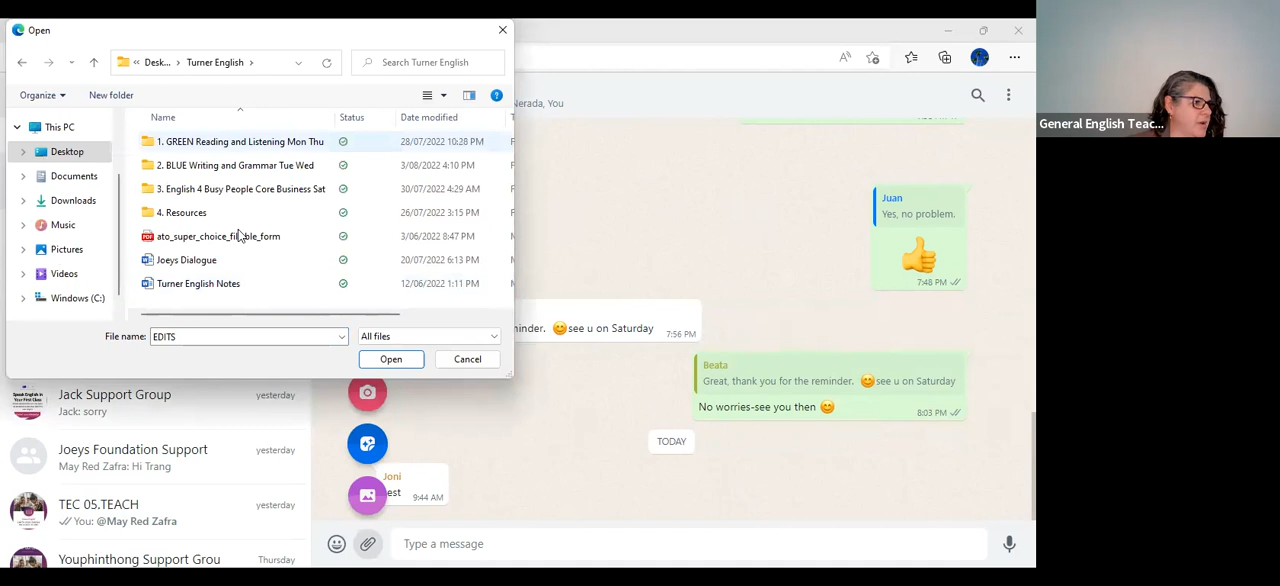 Open
Desk...
Turner English
Search Turner English
Organize
New folder
Name
Status
Date modified
This PC
Desktop
Documents
Downloads
Music
Pictures
Videos
Windows (C:)
1. GREEN Reading and Listening Mon Thu
28/07/2022 10:28 PM
2. BLUE Writing and Grammar Tue Wed
3/08/2022 4:10 PM
3. English 4 Busy People Core Business Sat
30/07/2022 4:29 AM
4. Resources
26/07/2022 3:15 PM
3/06/2022 8:47 PM
Joeys Dialogue
20/07/2022 6:13 PM
Turner English Notes
12/06/2022 1:11 PM
File name:
EDITS
All files
Open
Cancel
Jack Support Group
yesterday
Jack: sorry
Joeys Foundation Support
yesterday
May Red Zafra: Hi Trang
TEC 05.TEACH
yesterday
You: @May Red Zafra
Youphinthong Support Grou
Thursday
You
Juan
Yes, no problem.
7:48 PM
see u on Saturday
7:56 PM
Beata
Great, thank you for the reminder. 😊see u on Saturday
No worries-see you then 😊
8:03 PM
TODAY
Joni
9:44 AM
Type a message
General English Teac...